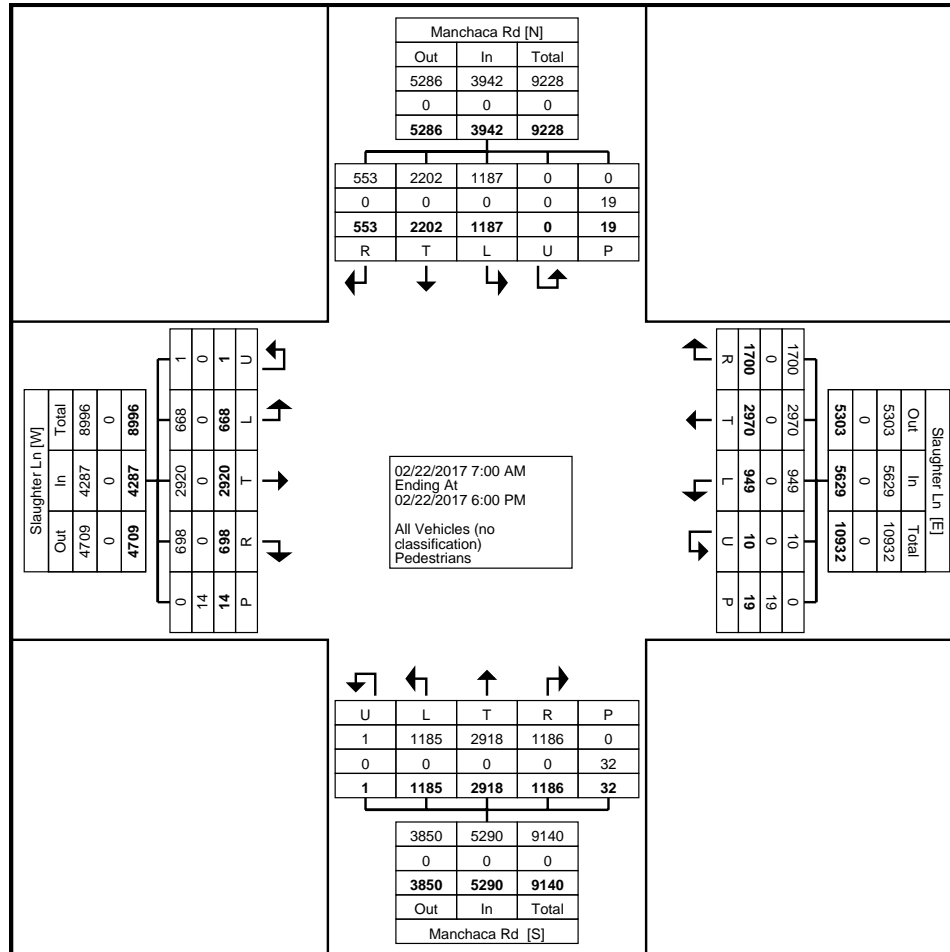 Manchaca Rd [N]
Out In Total
5286 3942 9228
0 0 0
5286 3942 9228
553 2202 1187 0 0
0 0 0 0 19
553 2202 1187 0 19
R T L U P
Slaughter Ln [W]
Total In Out
8996 4287 4709
0 0 0
8996 4287 4709
1 668 2920 698 0
0 0 0 0 14
1 668 2920 698 14
U L T R P
02/22/2017 7:00 AM
Ending At
02/22/2017 6:00 PM
All Vehicles (no
classification)
Pedestrians
R T L U P
1700 2970 949 10 19
0 0 0 0 19
1700 2970 949 10 0
5303 5629 10932
0 0 0
5303 5629 10932
Out In Total
Slaughter Ln [E]
U L T R P
1 1185 2918 1186 0
0 0 0 0 32
1 1185 2918 1186 32
3850 5290 9140
0 0 0
3850 5290 9140
Out In Total
Manchaca Rd [S]